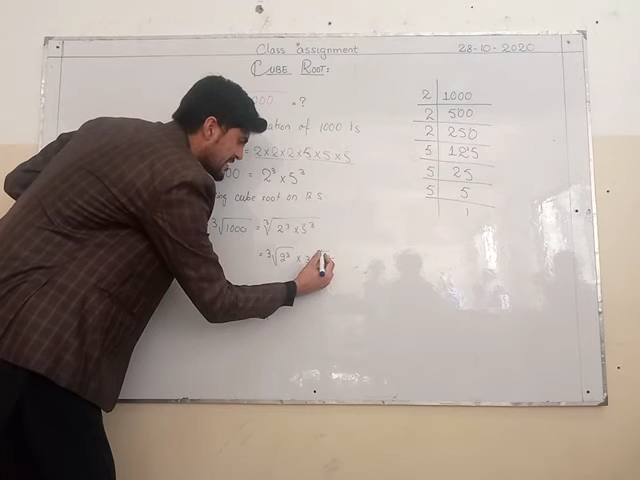 Class assignment 28-10-2020
CUBE ROOT:
000 = ?
ation of 1000 is
= 2×2×2×5×5×5
00 = 2³ × 5³
ing cube root on B.S
³√1000 = ³√2³ × 5³
= ³√2³ × ³
2 | 1000
2 | 500
2 | 250
5 | 125
5 | 25
5 | 5
| 1